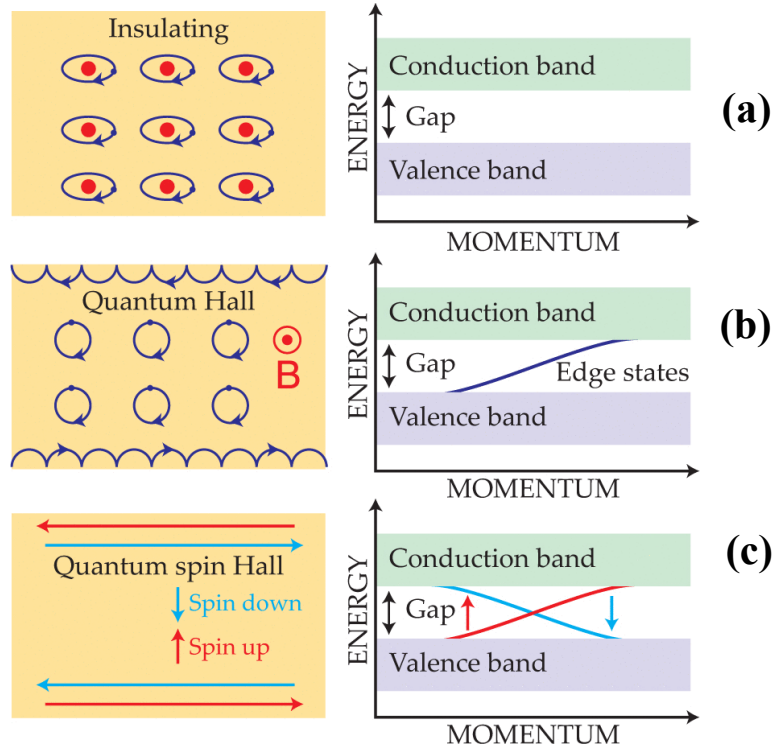 Insulating
ENERGY
Conduction band
Gap
Valence band
MOMENTUM
(a)
Quantum Hall
B
ENERGY
Conduction band
Gap
Edge states
Valence band
MOMENTUM
(b)
Quantum spin Hall
Spin down
Spin up
ENERGY
Conduction band
Gap
Valence band
MOMENTUM
(c)